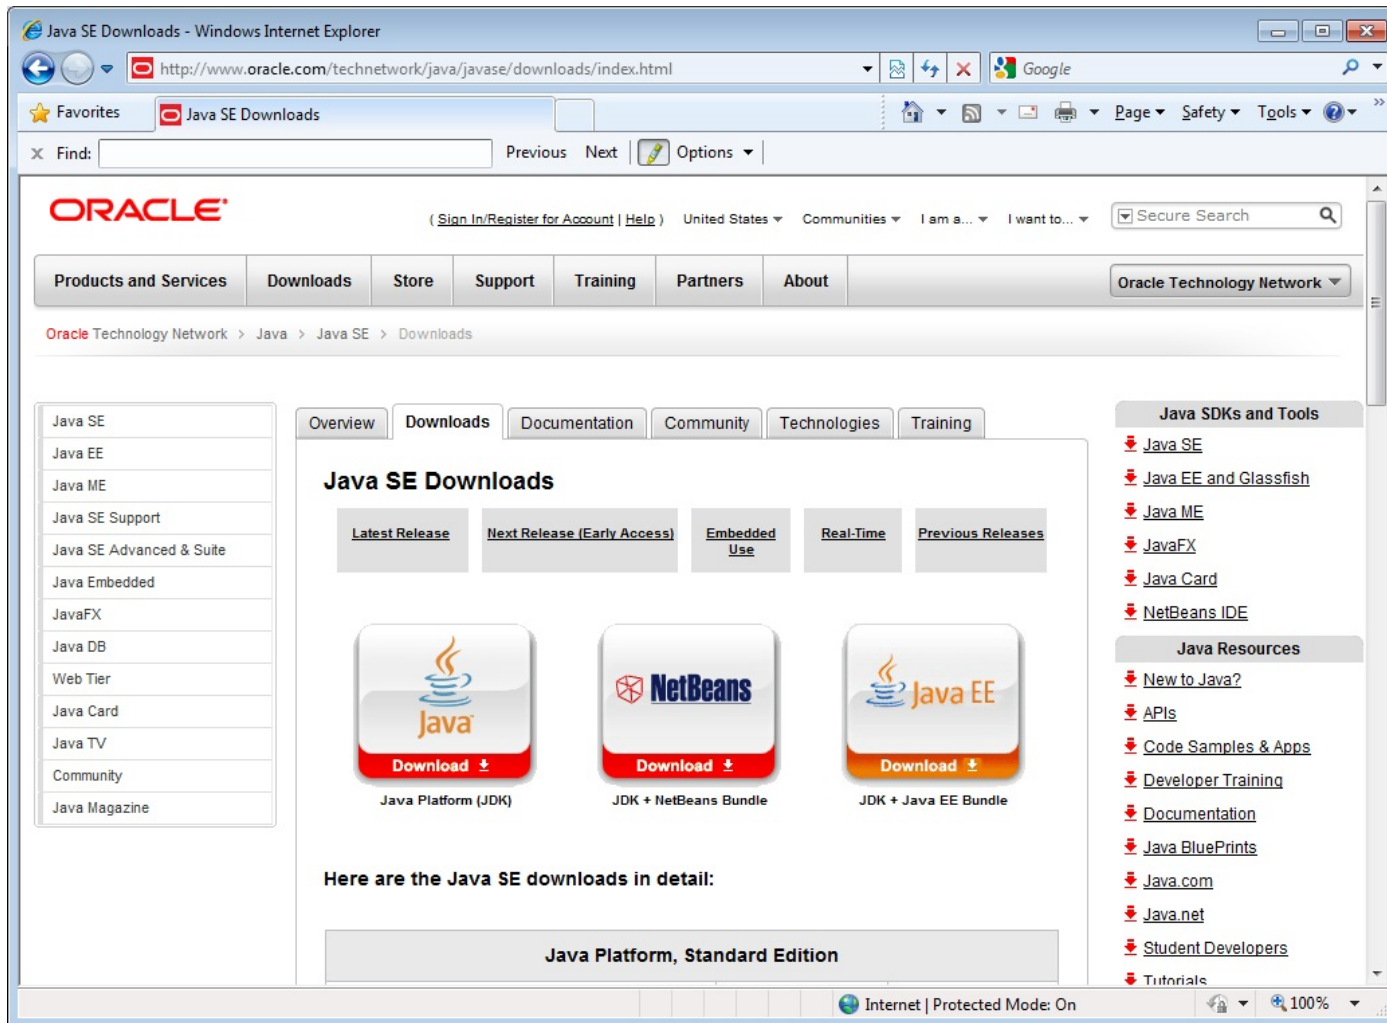 Java SE Downloads - Windows Internet Explorer
http://www.oracle.com/technetwork/java/javase/downloads/index.html
Google
Favorites
Java SE Downloads
Page
Safety
Tools
x Find:
Previous Next
Options
ORACLE
( Sign In/Register for Account | Help ) United States Communities I am a... I want to...
Secure Search
Products and Services Downloads Store Support Training Partners About
Oracle Technology Network
Oracle Technology Network > Java > Java SE > Downloads
Java SE
Java EE
Java ME
Java SE Support
Java SE Advanced & Suite
Java Embedded
JavaFX
Java DB
Web Tier
Java Card
Java TV
Community
Java Magazine
Overview Downloads Documentation Community Technologies Training
Java SE Downloads
Latest Release
Next Release (Early Access)
Embedded
Use
Real-Time
Previous Releases
Java
Download
Java Platform (JDK)
NetBeans
Download
JDK + NetBeans Bundle
Java EE
Download
JDK + Java EE Bundle
Here are the Java SE downloads in detail:
Java Platform, Standard Edition
Java SDKs and Tools
Java SE
Java EE and Glassfish
Java ME
JavaFX
Java Card
NetBeans IDE
Java Resources
New to Java?
APIs
Code Samples & Apps
Developer Training
Documentation
Java BluePrints
Java.com
Java.net
Student Developers
Tutorials
Internet | Protected Mode: On
100%